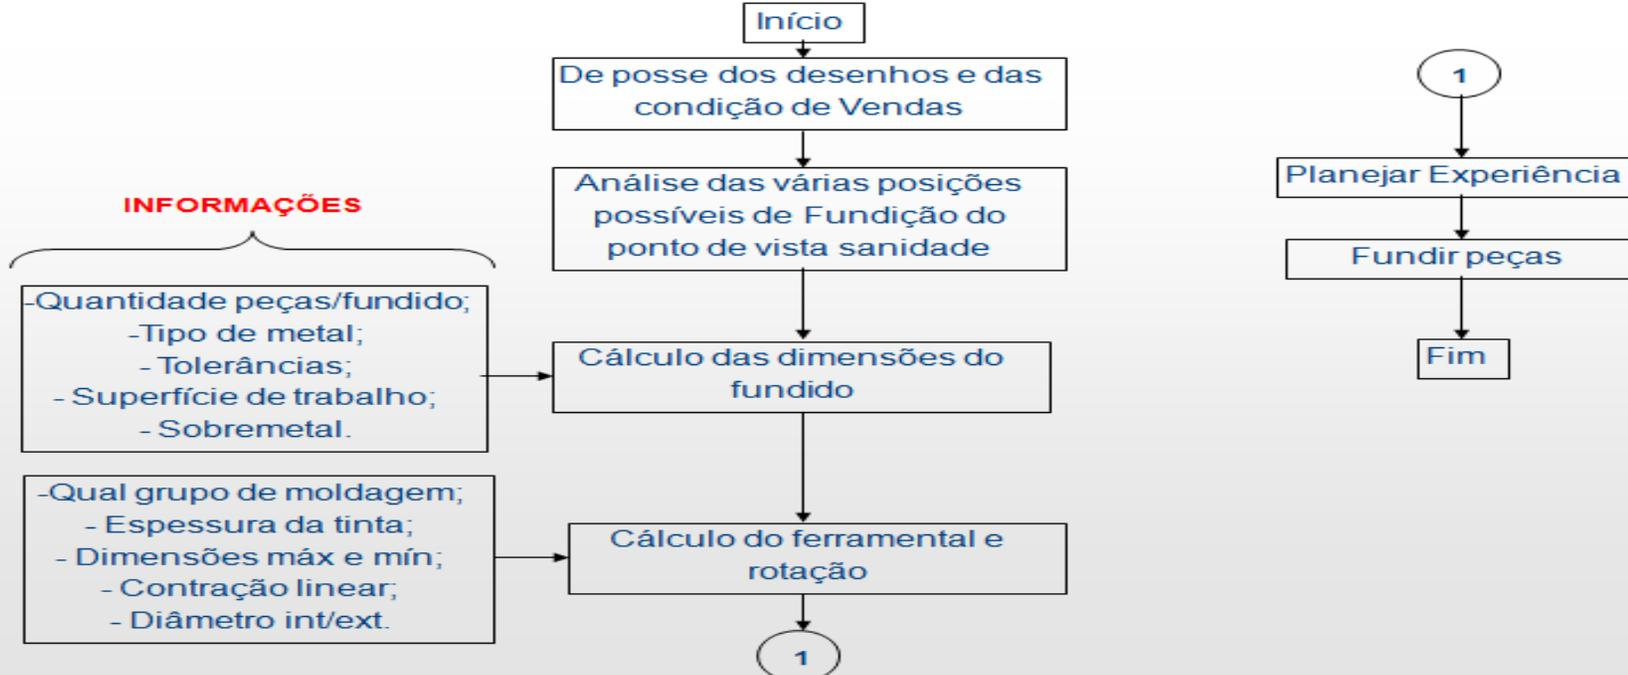 Início
De posse dos desenhos e das
condição de Vendas
Análise das várias posições
possíveis de Fundição do
ponto de vista sanidade
INFORMAÇÕES
-Quantidade peças/fundido;
-Tipo de metal;
- Tolerâncias;
- Superfície de trabalho;
- Sobremetal.
Cálculo das dimensões do
fundido
-Qual grupo de moldagem;
- Espessura da tinta;
- Dimensões máx e mín;
- Contração linear;
- Diâmetro int/ext.
Cálculo do ferramental e
rotação
1
1
Planejar Experiência
Fundir peças
Fim